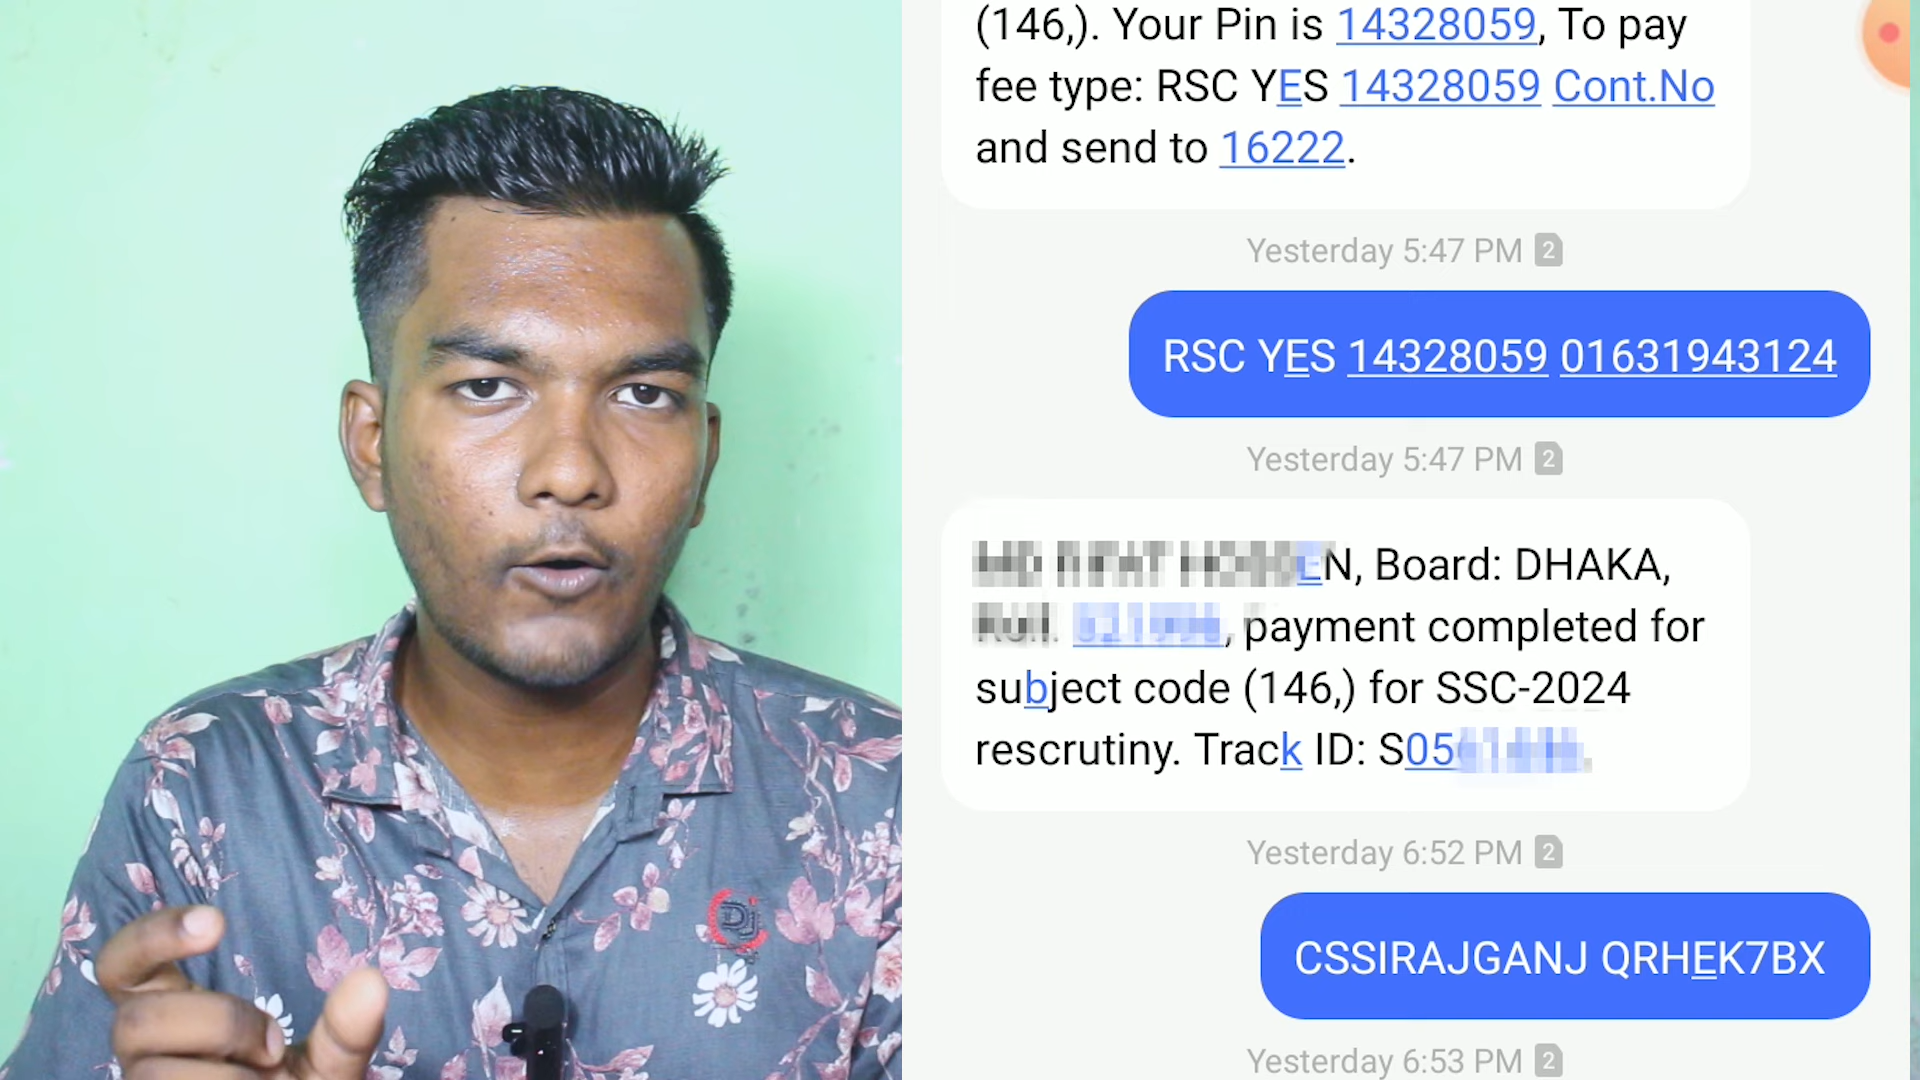 (146,). Your Pin is 14328059, To pay
fee type: RSC YES 14328059 Cont.No
and send to 16222.
Yesterday 5:47 PM 2
RSC YES 14328059 01631943124
Yesterday 5:47 PM 2
N, Board: DHAKA,
payment completed for
subject code (146,) for SSC-2024
rescrutiny. Track ID: S05
Yesterday 6:52 PM 2
CSSIRAJGANJ QRHEK7BX
Yesterday 6:53 PM 2
Dj